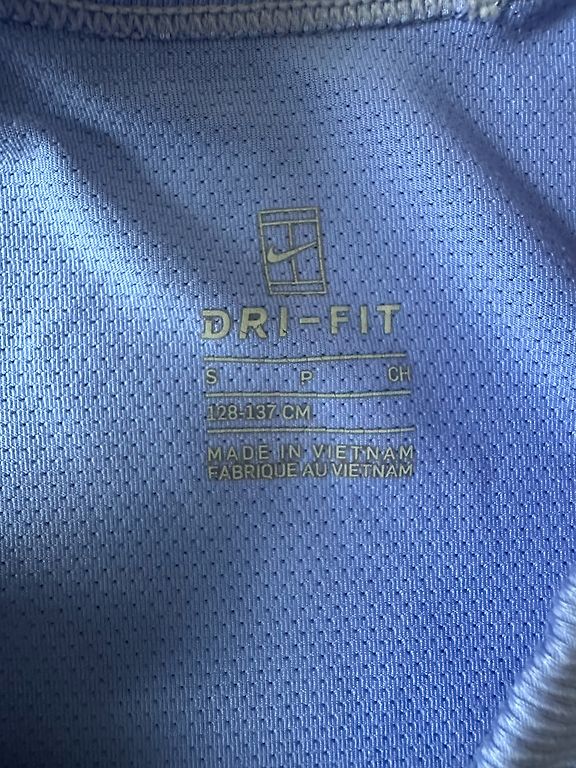 DRI-FIT
S P CH
128-137 CM
MADE IN VIETNAM
FABRIQUE AU VIETNAM